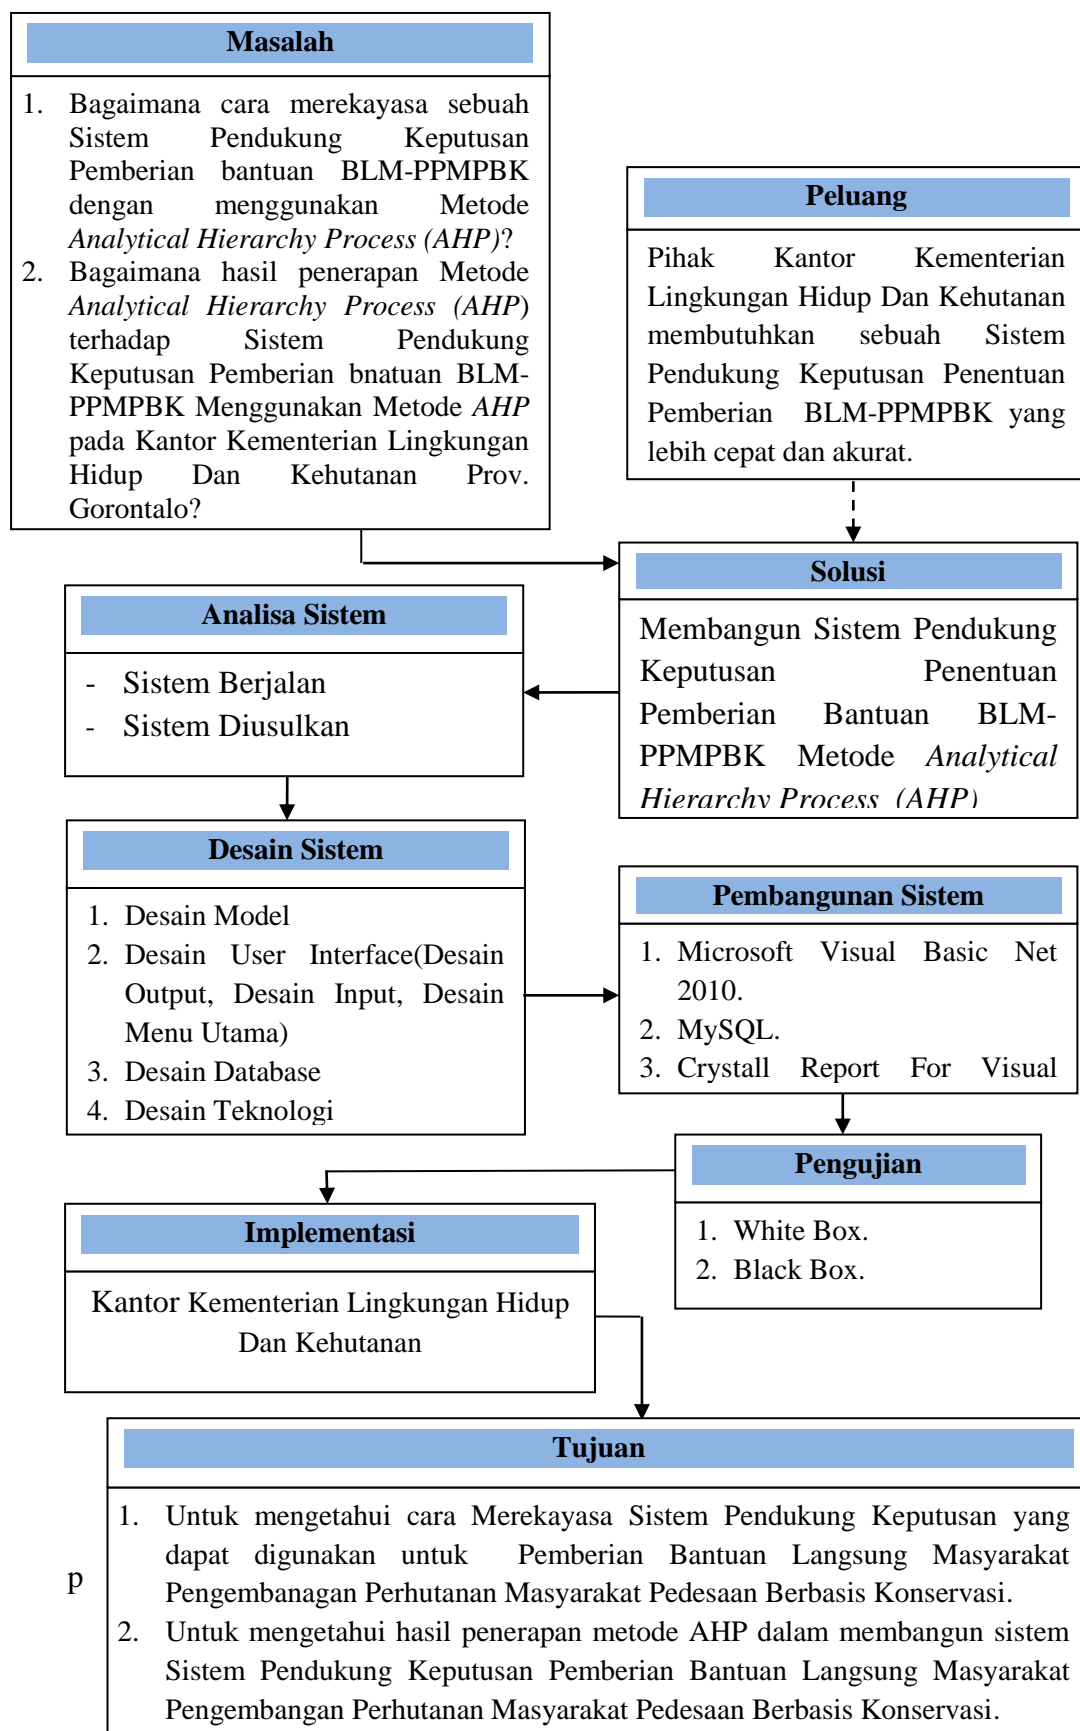 Masalah
1. Bagaimana cara merekayasa sebuah
Sistem Pendukung Keputusan
Pemberian bantuan BLM-PPMPBK
dengan menggunakan Metode
Analytical Hierarchy Process (AHP)?
2. Bagaimana hasil penerapan Metode
Analytical Hierarchy Process (AHP)
terhadap Sistem Pendukung
Keputusan Pemberian bnatuan BLM-
PPMPBK Menggunakan Metode AHP
pada Kantor Kementerian Lingkungan
Hidup Dan Kehutanan Prov.
Gorontalo?
Peluang
Pihak Kantor Kementerian
Lingkungan Hidup Dan Kehutanan
membutuhkan sebuah Sistem
Pendukung Keputusan Penentuan
Pemberian BLM-PPMPBK yang
lebih cepat dan akurat.
Solusi
Membangun Sistem Pendukung
Keputusan Penentuan
Pemberian Bantuan BLM-
PPMPBK Metode Analytical
Hierarchy Process (AHP)
Analisa Sistem
- Sistem Berjalan
- Sistem Diusulkan
Desain Sistem
1. Desain Model
2. Desain User Interface(Desain
Output, Desain Input, Desain
Menu Utama)
3. Desain Database
4. Desain Teknologi
Pembangunan Sistem
1. Microsoft Visual Basic Net
2010.
2. MySQL.
3. Crystall Report For Visual
Pengujian
1. White Box.
2. Black Box.
Implementasi
Kantor Kementerian Lingkungan Hidup
Dan Kehutanan
Tujuan
1. Untuk mengetahui cara Merekayasa Sistem Pendukung Keputusan yang
dapat digunakan untuk Pemberian Bantuan Langsung Masyarakat
Pengembanagan Perhutanan Masyarakat Pedesaan Berbasis Konservasi.
2. Untuk mengetahui hasil penerapan metode AHP dalam membangun sistem
Sistem Pendukung Keputusan Pemberian Bantuan Langsung Masyarakat
Pengembangan Perhutanan Masyarakat Pedesaan Berbasis Konservasi.
p